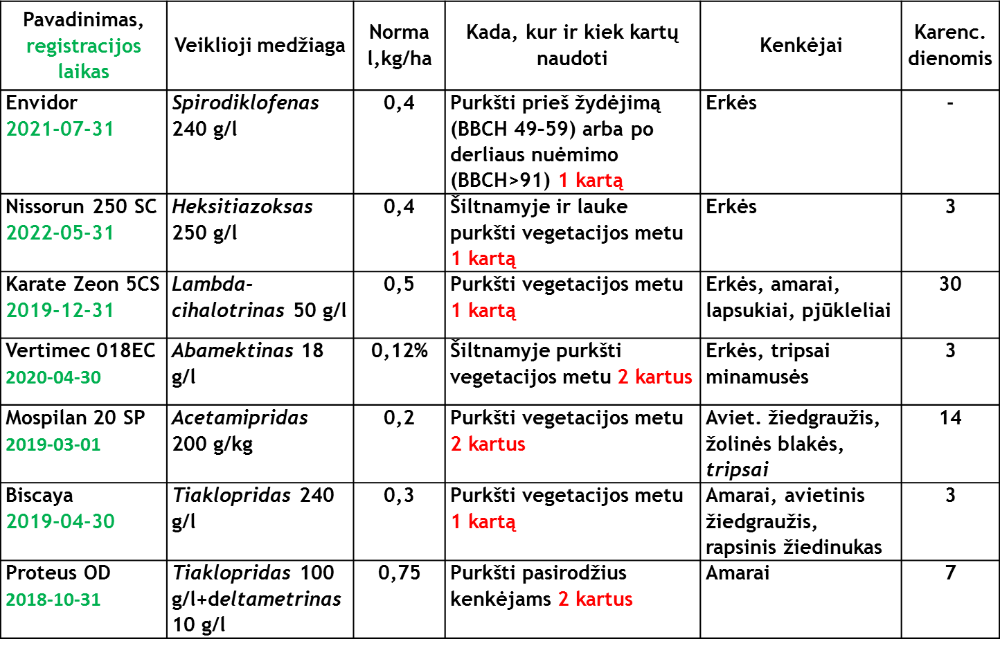 Pavadinimas,
registracijos
laikas
Veiklioji medžiaga
Norma
l,kg/ha
Kada, kur ir kiek kartų
naudoti
Kenkėjai
Karenc.
dienomis
Envidor
2021-07-31
Spirodiklofenas
240 g/l
0,4
Purkšti prieš žydėjimą
(BBCH 49–59) arba po
derliaus nuėmimo
(BBCH>91) 1 kartą
Erkės
-
Nissorun 250 SC
2022-05-31
Heksitiazoksas
250 g/l
0,4
Šiltnamyje ir lauke
purkšti vegetacijos metu
1 kartą
Erkės
3
Karate Zeon 5CS
2019-12-31
Lambda-
cihalotrinas 50 g/l
0,5
Purkšti vegetacijos metu
1 kartą
Erkės, amarai,
lapsukiai, pjūkleliai
30
Vertimec 018EC
2020-04-30
Abamektinas 18
g/l
0,12%
Šiltnamyje purkšti
vegetacijos metu 2 kartus
Erkės, tripsai
minamusės
3
Mospilan 20 SP
2019-03-01
Acetamipridas
200 g/kg
0,2
Purkšti vegetacijos metu
2 kartus
Aviet. žiedgraužis,
žolinės blakės,
tripsai
14
Biscaya
2019-04-30
Tiaklopridas 240
g/l
0,3
Purkšti vegetacijos metu
1 kartą
Amarai, avietinis
žiedgraužis,
rapsinis žiedinukas
3
Proteus OD
2018-10-31
Tiaklopridas 100
g/l+deltametrinas
10 g/l
0,75
Purkšti pasirodžius
kenkėjams 2 kartus
Amarai
7